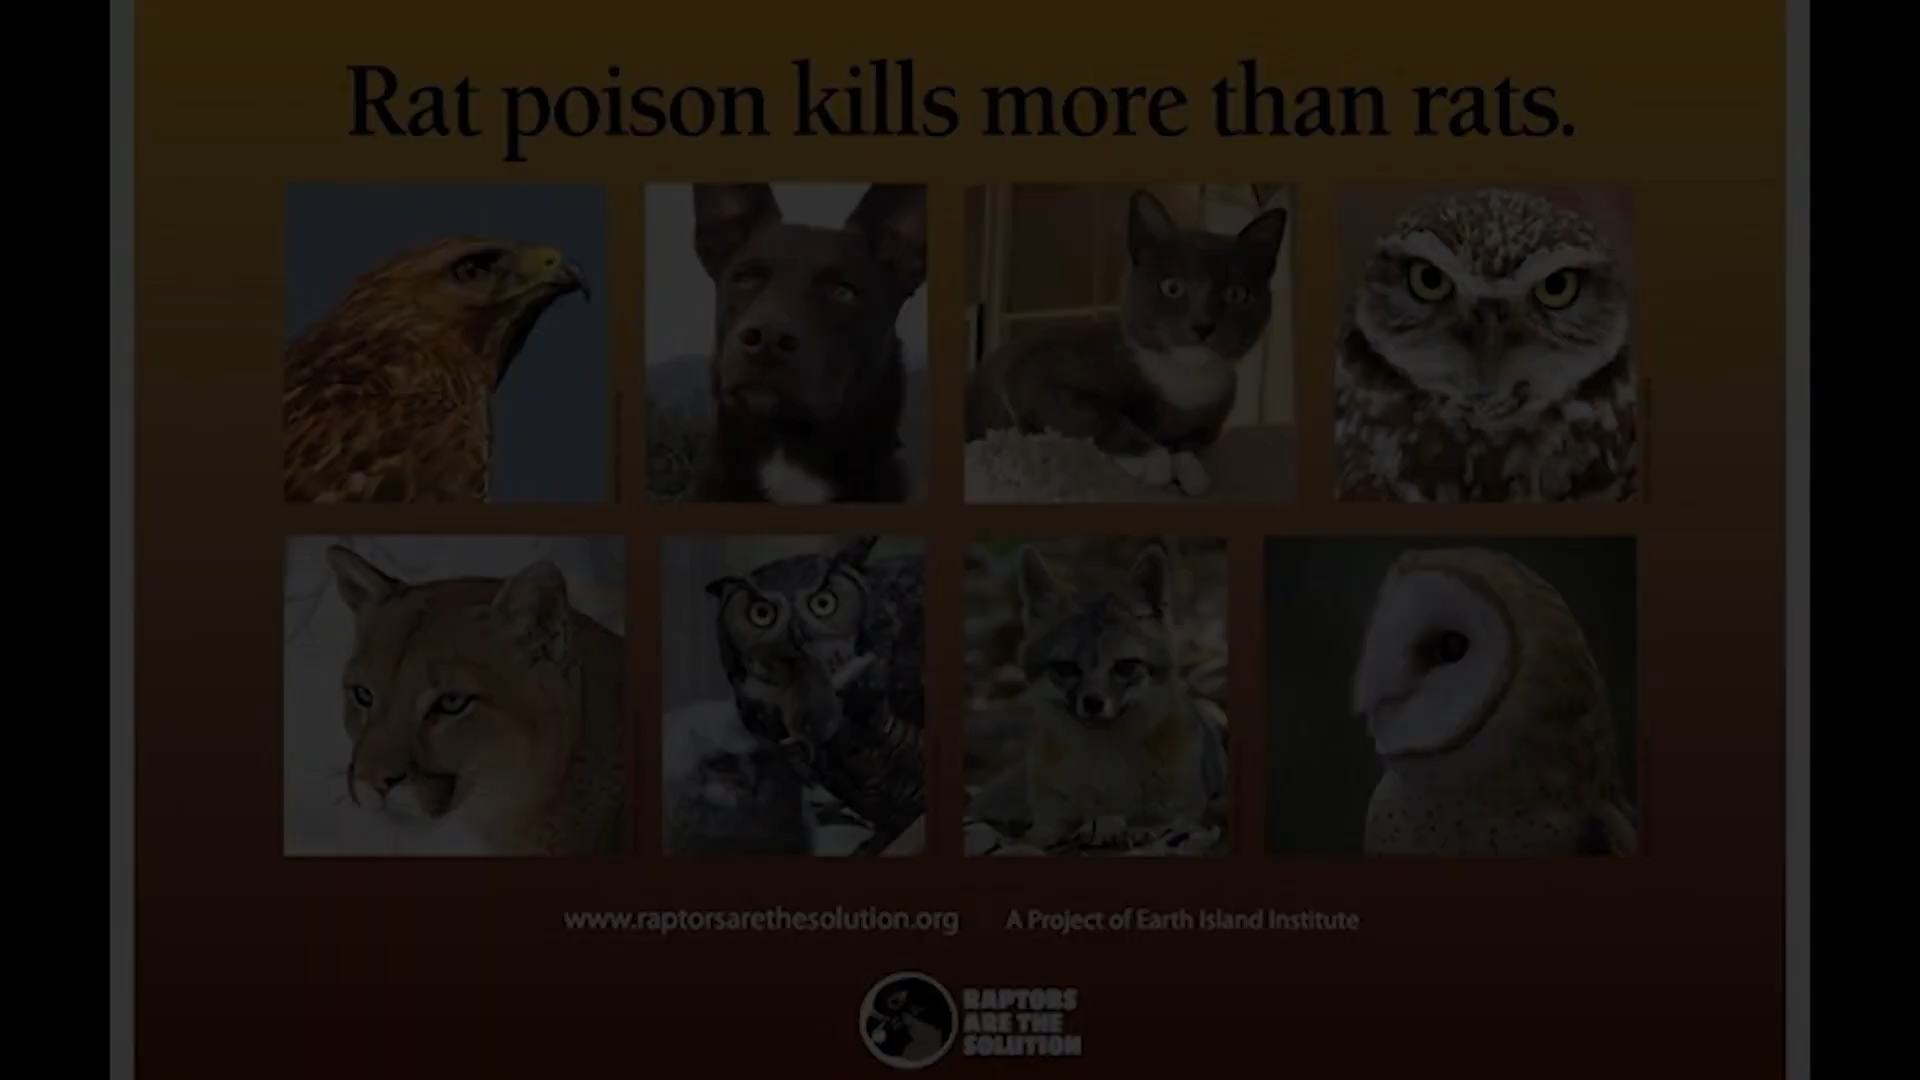 Rat poison kills more than rats.
www.raptorsarethesolution.org A Project of Earth Island Institute
RAPTORS
ARE THE
SOLUTION